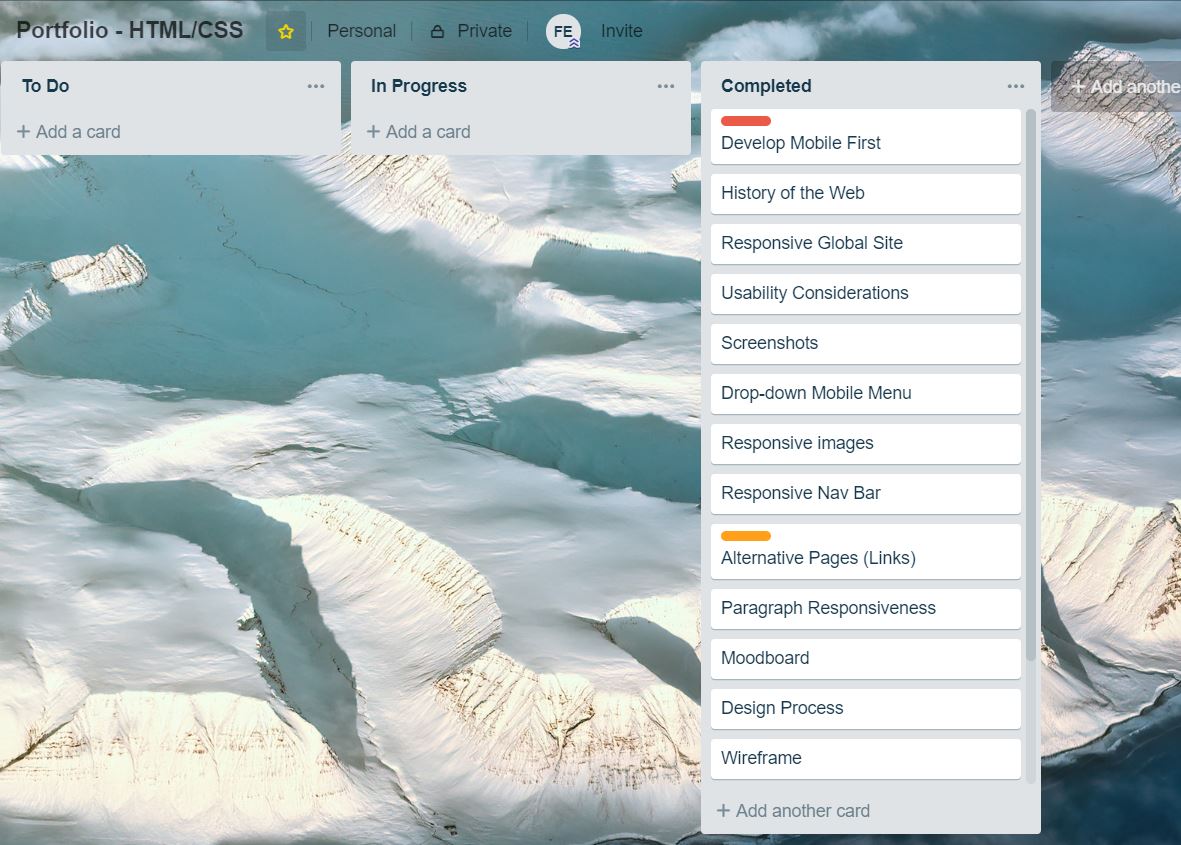 Portfolio - HTML/CSS
Personal
Private
FE
Invite
To Do
+ Add a card
In Progress
+ Add a card
Completed
Develop Mobile First
History of the Web
Responsive Global Site
Usability Considerations
Screenshots
Drop-down Mobile Menu
Responsive images
Responsive Nav Bar
Alternative Pages (Links)
Paragraph Responsiveness
Moodboard
Design Process
Wireframe
+ Add another card
+ Add anothe